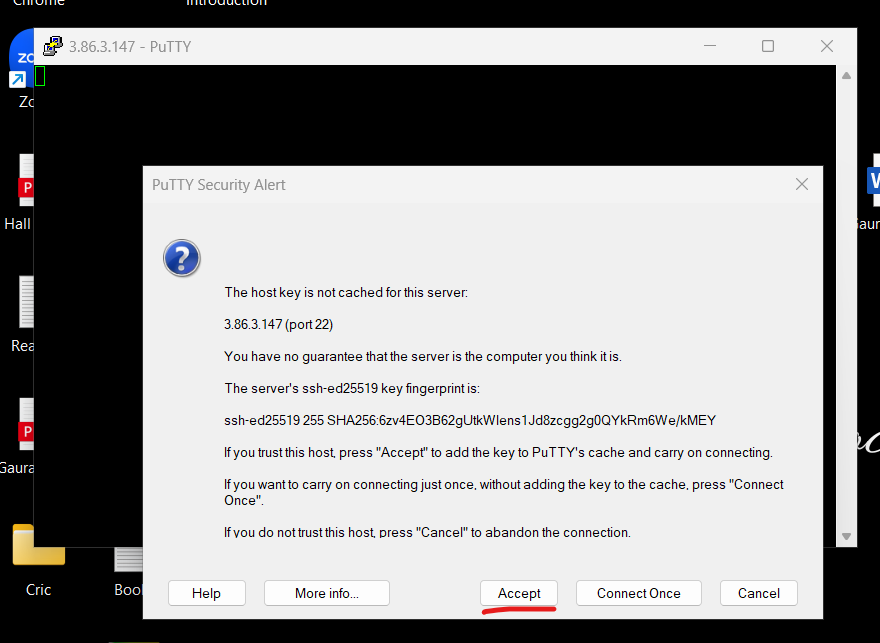 Chrome
Introduction
3.86.3.147 - PuTTY
Zo
PuTTY Security Alert
Hall
Gaur
The host key is not cached for this server:
3.86.3.147 (port 22)
You have no guarantee that the server is the computer you think it is.
Rea
The server's ssh-ed25519 key fingerprint is:
ssh-ed25519 255 SHA256:6zv4EO3B62gUtkWlens1Jd8zcgg2g0QYkRm6We/kMEY
If you trust this host, press "Accept" to add the key to PuTTY's cache and carry on connecting.
Gaura
If you want to carry on connecting just once, without adding the key to the cache, press "Connect
Once".
If you do not trust this host, press "Cancel" to abandon the connection.
Cric
Bool
Help
More info...
Accept
Connect Once
Cancel